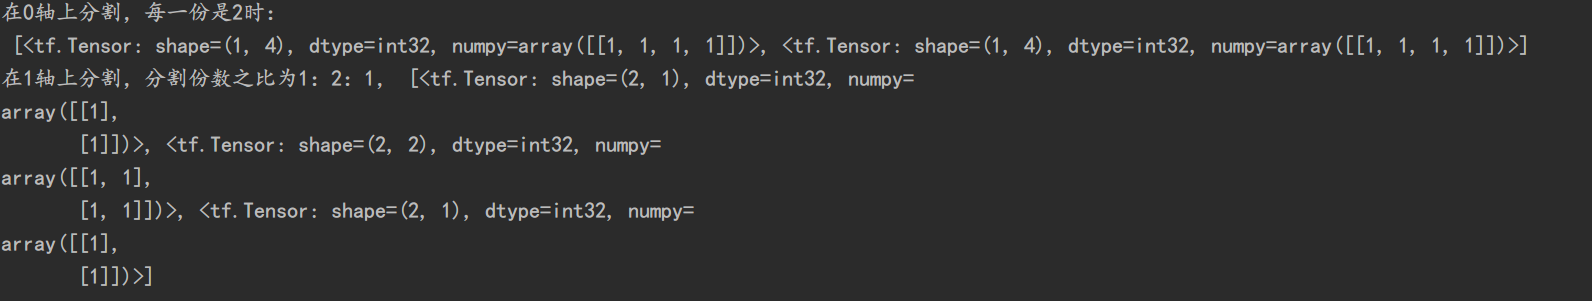 在0轴上分割，每一份是2时：
 [<tf.Tensor: shape=(1, 4), dtype=int32, numpy=array([[1, 1, 1, 1]])>, <tf.Tensor: shape=(1, 4), dtype=int32, numpy=array([[1, 1, 1, 1]])>]
在1轴上分割，分割份数之比为1：2：1， [<tf.Tensor: shape=(2, 1), dtype=int32, numpy=
array([[1],
       [1]])>, <tf.Tensor: shape=(2, 2), dtype=int32, numpy=
array([[1, 1],
       [1, 1]])>, <tf.Tensor: shape=(2, 1), dtype=int32, numpy=
array([[1],
       [1]])>]